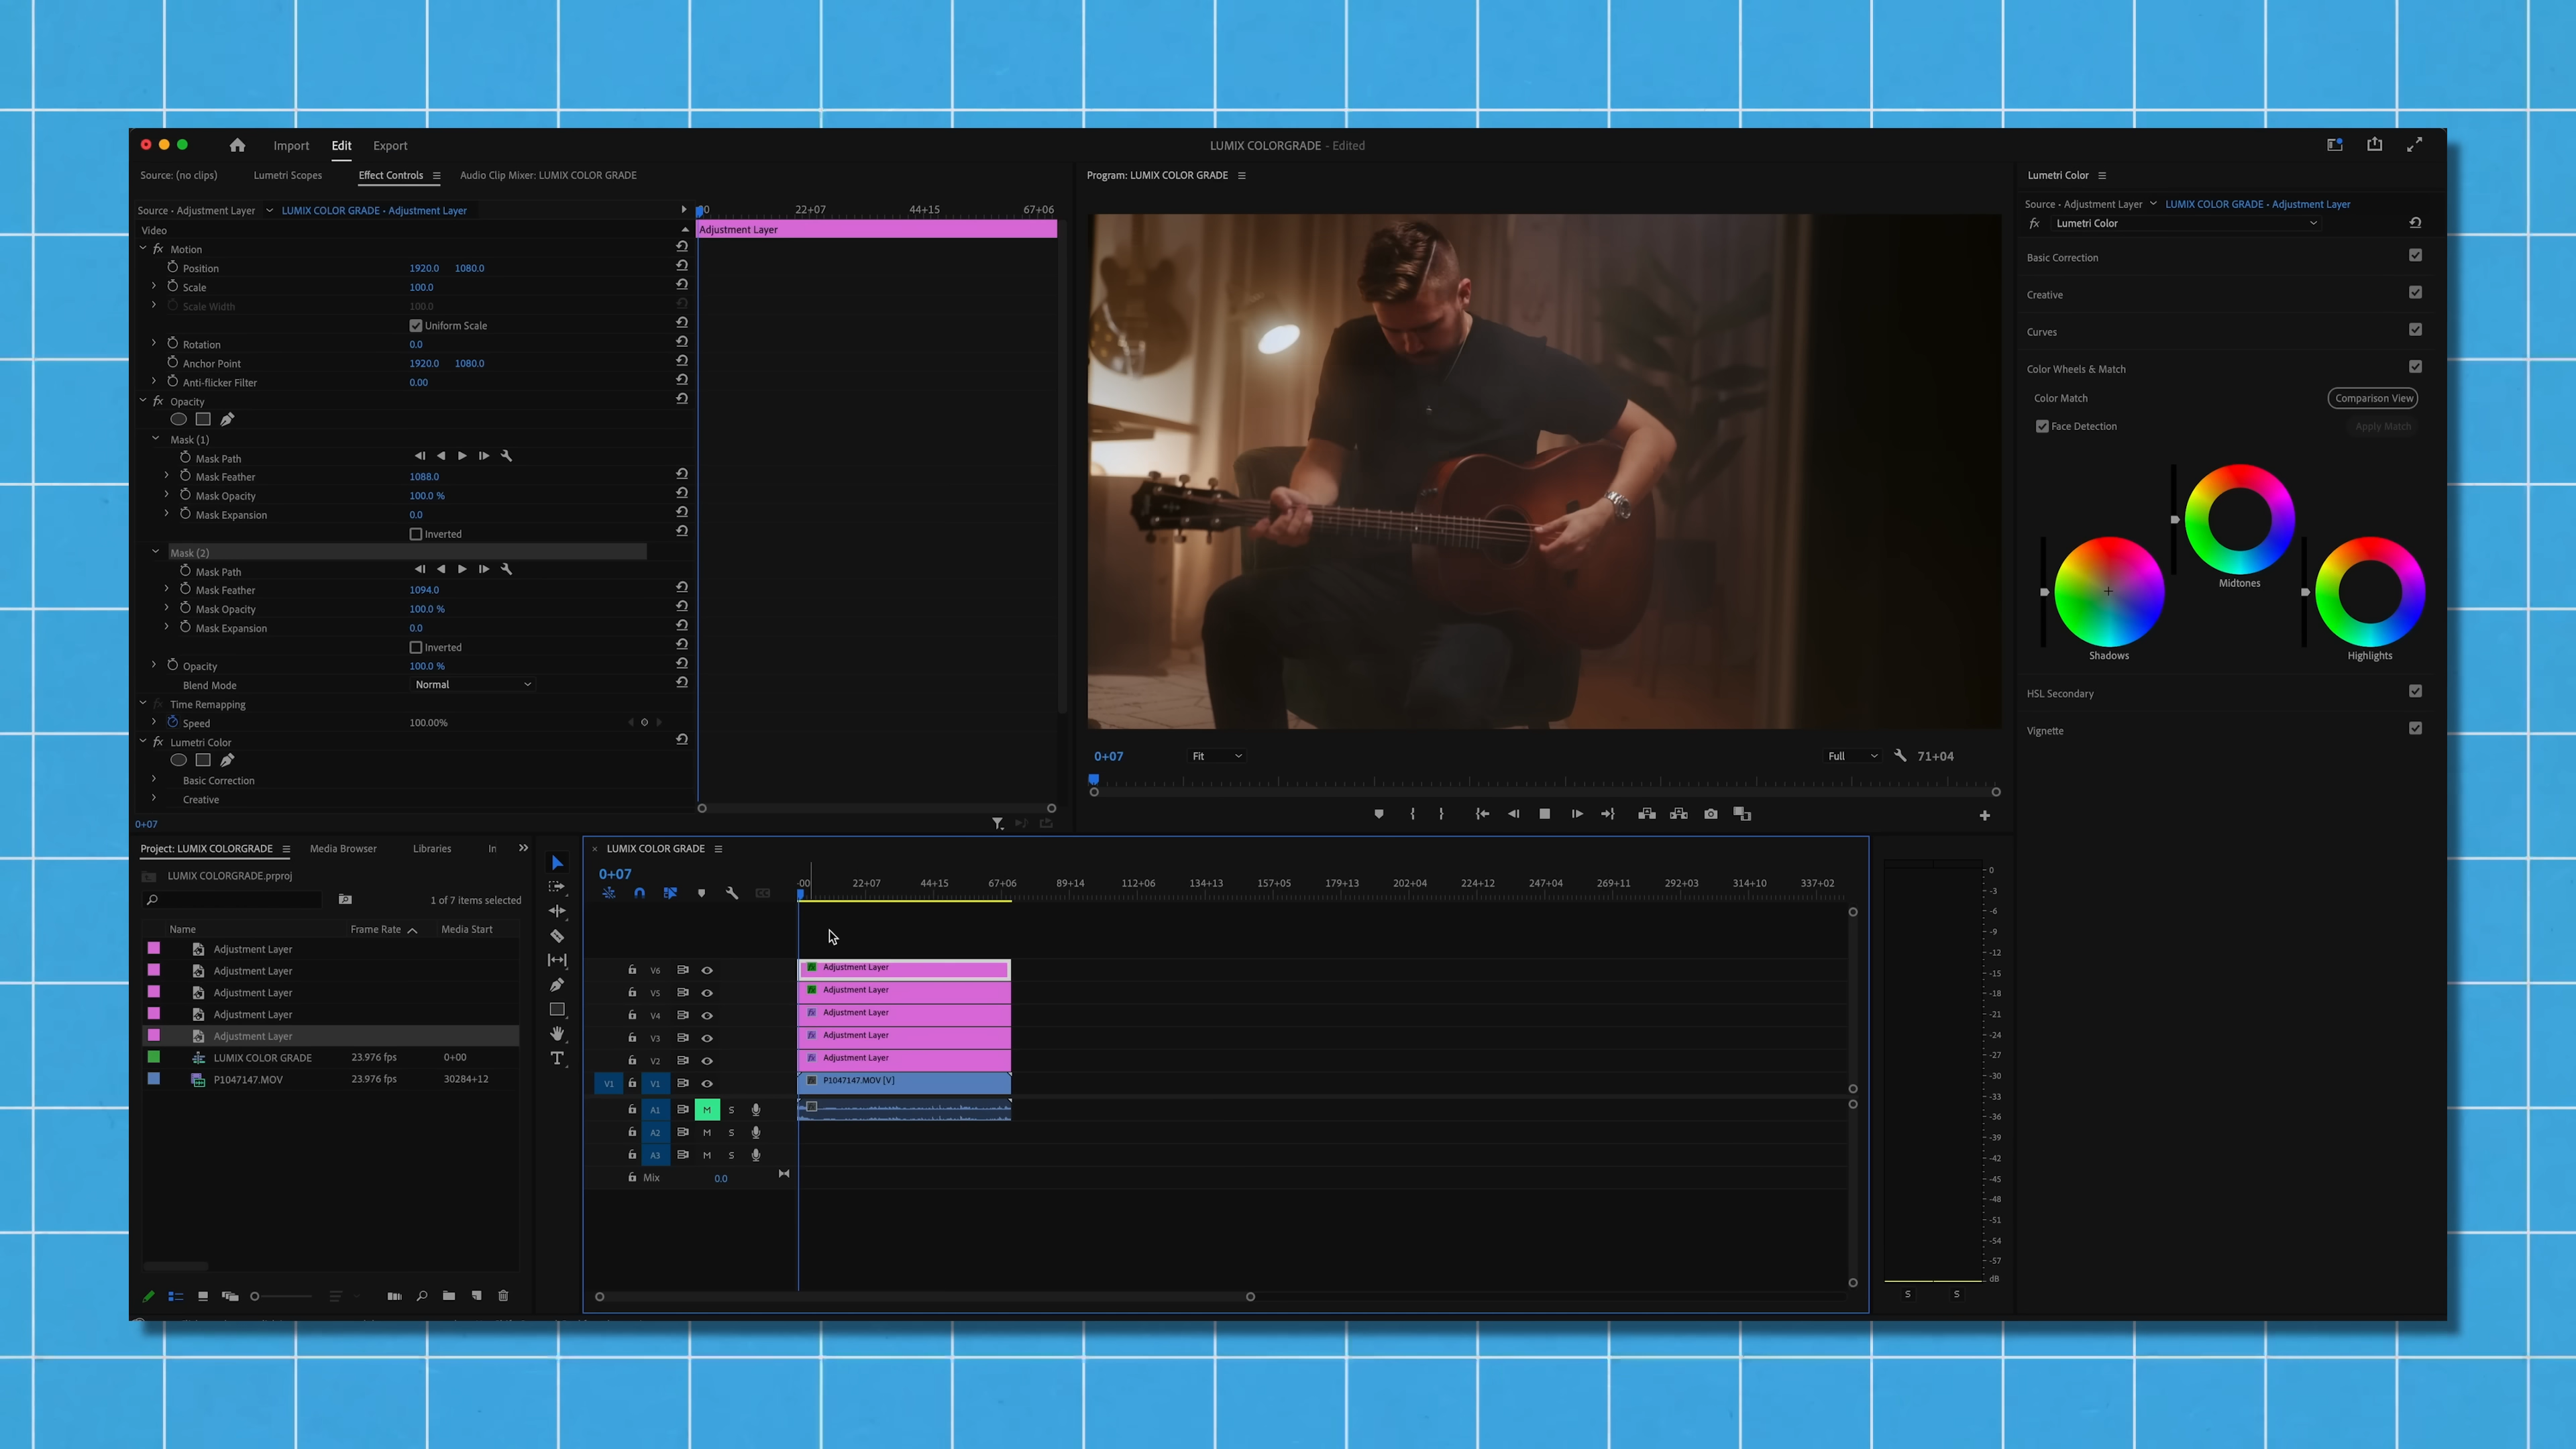 Import Edit Export
LUMIX COLORGRADE - Edited
Source: (no clips) Lumetri Scopes Effect Controls Audio Clip Mixer: LUMIX COLOR GRADE
Source - Adjustment Layer LUMIX COLOR GRADE - Adjustment Layer
22+07 44+15 67+06
Video
Adjustment Layer
fx Motion
Position 1920.0 1080.0
Scale 100.0
Scale Width 100.0
Uniform Scale
Rotation 0.0
Anchor Point 1920.0 1080.0
Anti-flicker Filter 0.00
fx Opacity
Mask (1)
Mask Path
Mask Feather 1088.0
Mask Opacity 100.0 %
Mask Expansion 0.0
Inverted
Mask (2)
Mask Path
Mask Feather 1094.0
Mask Opacity 100.0 %
Mask Expansion 0.0
Inverted
Opacity 100.0 %
Blend Mode Normal
Time Remapping
Speed 100.00%
fx Lumetri Color
Basic Correction
Creative
0+07
Program: LUMIX COLOR GRADE
0+07 Fit Full 71+04
Lumetri Color
Source - Adjustment Layer LUMIX COLOR GRADE - Adjustment Layer
fx Lumetri Color
Basic Correction
Creative
Curves
Color Wheels & Match
Color Match Comparison View
Face Detection Apply Match
Midtones
Shadows Highlights
HSL Secondary
Vignette
Project: LUMIX COLORGRADE Media Browser Libraries In
LUMIX COLORGRADE.prproj
1 of 7 items selected
Name Frame Rate Media Start
Adjustment Layer
Adjustment Layer
Adjustment Layer
Adjustment Layer
Adjustment Layer
LUMIX COLOR GRADE 23.976 fps 0+00
P1047147.MOV 23.976 fps 30284+12
LUMIX COLOR GRADE
0+07
:00 22+07 44+15 67+06 89+14 112+06 134+13 157+05 179+13 202+04 224+12 247+04 269+11 292+03 314+10 337+02
V6 Adjustment Layer
V5 Adjustment Layer
V4 Adjustment Layer
V3 Adjustment Layer
V2 Adjustment Layer
V1 V1 P1047147.MOV [V]
A1 M S
A2 M S
A3 M S
Mix 0.0
0
-3
-6
-9
-12
-15
-18
-21
-24
-27
-30
-33
-36
-39
-42
-45
-48
-51
-54
-57
dB
S S